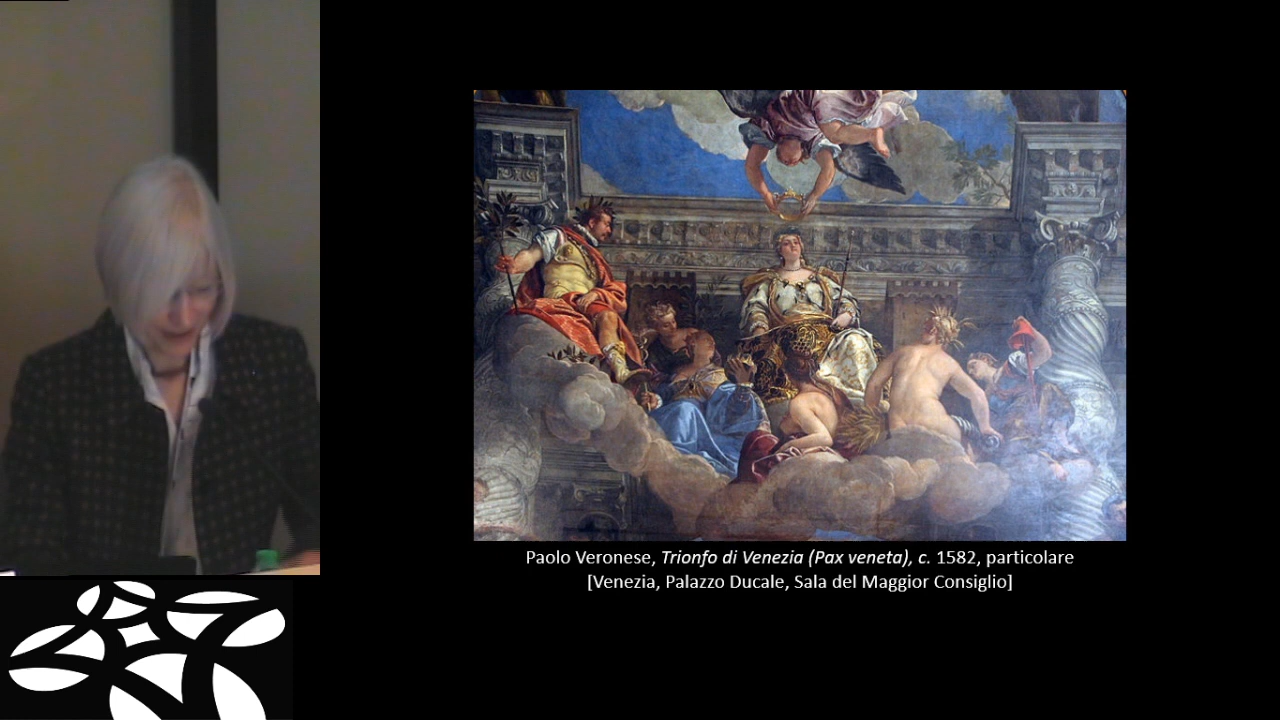 Paolo Veronese, Trionfo di Venezia (Pax veneta), c. 1582, particolare
[Venezia, Palazzo Ducale, Sala del Maggior Consiglio]